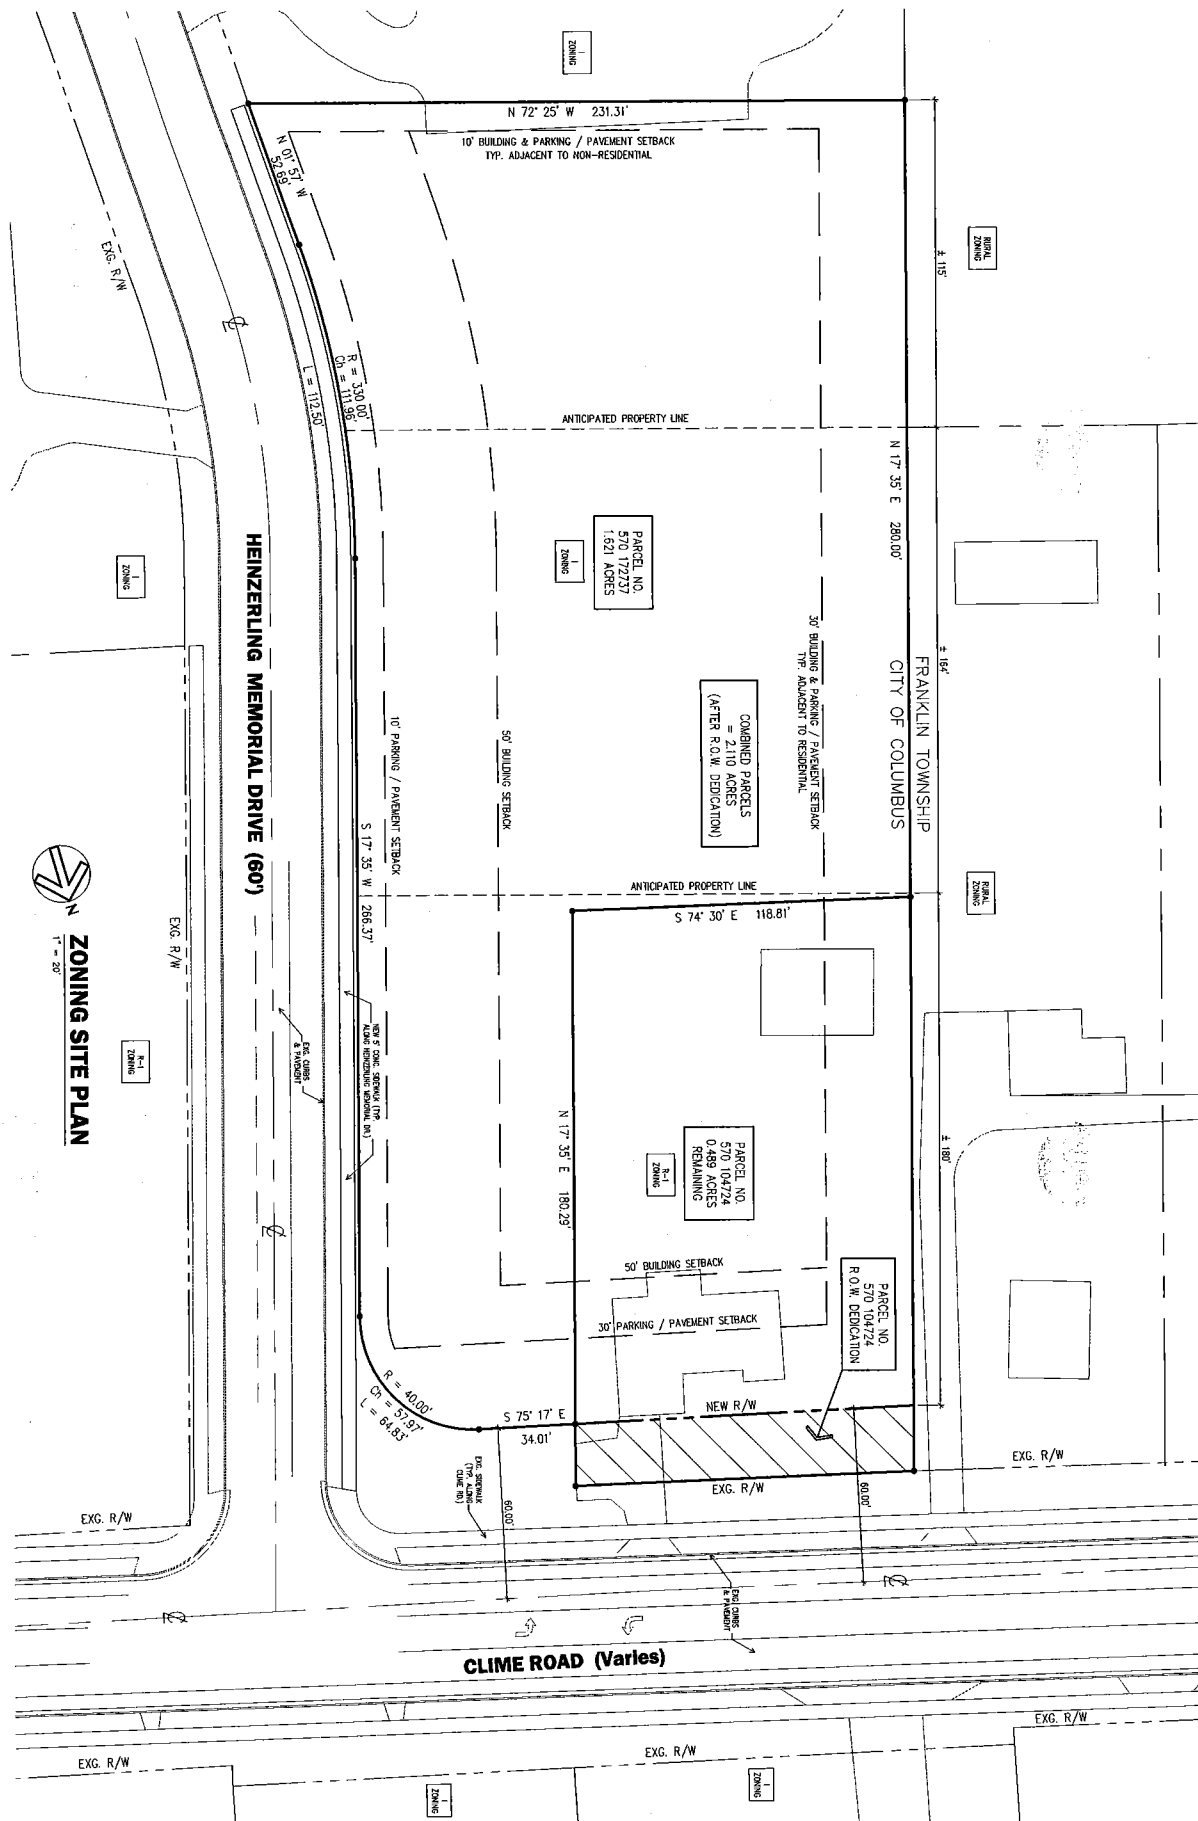 I
ZONING
N 72° 25' W 231.31'
10' BUILDING & PARKING / PAVEMENT SETBACK
TYP. ADJACENT TO NON-RESIDENTIAL
N 01° 57' W
52.69'
EXG. R/W
RURAL
ZONING
± 115'
R = 330.00'
Ch = 111.96'
L = 112.50'
ANTICIPATED PROPERTY LINE
N 17° 35' E 280.00'
PARCEL NO.
570 172737
1.621 ACRES
I
ZONING
I
ZONING
HEINZERLING MEMORIAL DRIVE (60')
30' BUILDING & PARKING / PAVEMENT SETBACK
TYP. ADJACENT TO RESIDENTIAL
± 164'
FRANKLIN TOWNSHIP
CITY OF COLUMBUS
COMBINED PARCELS
= 2.110 ACRES
(AFTER R.O.W. DEDICATION)
10' PARKING / PAVEMENT SETBACK
50' BUILDING SETBACK
S 17° 35' W 266.37'
ANTICIPATED PROPERTY LINE
S 74° 30' E 118.81'
RURAL
ZONING
N
ZONING SITE PLAN
1" = 20'
EXG. R/W
R-1
ZONING
EXG. CURBS
& PAVEMENT
NEW 5' CONC. SIDEWALK (TYP.
ALONG HEINZERLING MEMORIAL DR.)
N 17° 35' E 180.29'
PARCEL NO.
570 104724
0.489 ACRES
REMAINING
R-1
ZONING
± 180'
50' BUILDING SETBACK
30' PARKING / PAVEMENT SETBACK
PARCEL NO.
570 104724
R.O.W. DEDICATION
R = 40.00'
Ch = 57.97'
L = 64.83'
S 75° 17' E
34.01'
NEW R/W
EXG. R/W
EXG. R/W
60.00'
60.00'
EXG. SIDEWALK
(TYP. ALONG
CLIME RD.)
EXG. R/W
EXG. CURBS
& PAVEMENT
CLIME ROAD (Varies)
EXG. R/W
EXG. R/W
EXG. R/W
I
ZONING
I
ZONING